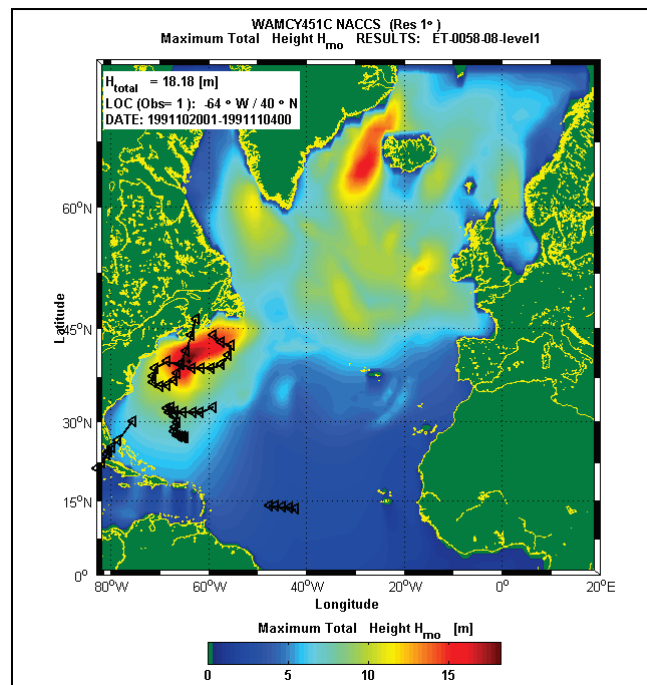 WAMCY451C NACCS (Res 1°)
Maximum Total Height Hmo RESULTS: ET-0058-08-level1
Htotal = 18.18 [m]
LOC (Obs= 1 ): -64 ° W / 40 ° N
DATE: 1991102001-1991110400
60°N
45°N
30°N
15°N
0°
Latitude
80°W 60°W 40°W 20°W 0° 20°E
Longitude
Maximum Total Height Hmo [m]
0 5 10 15